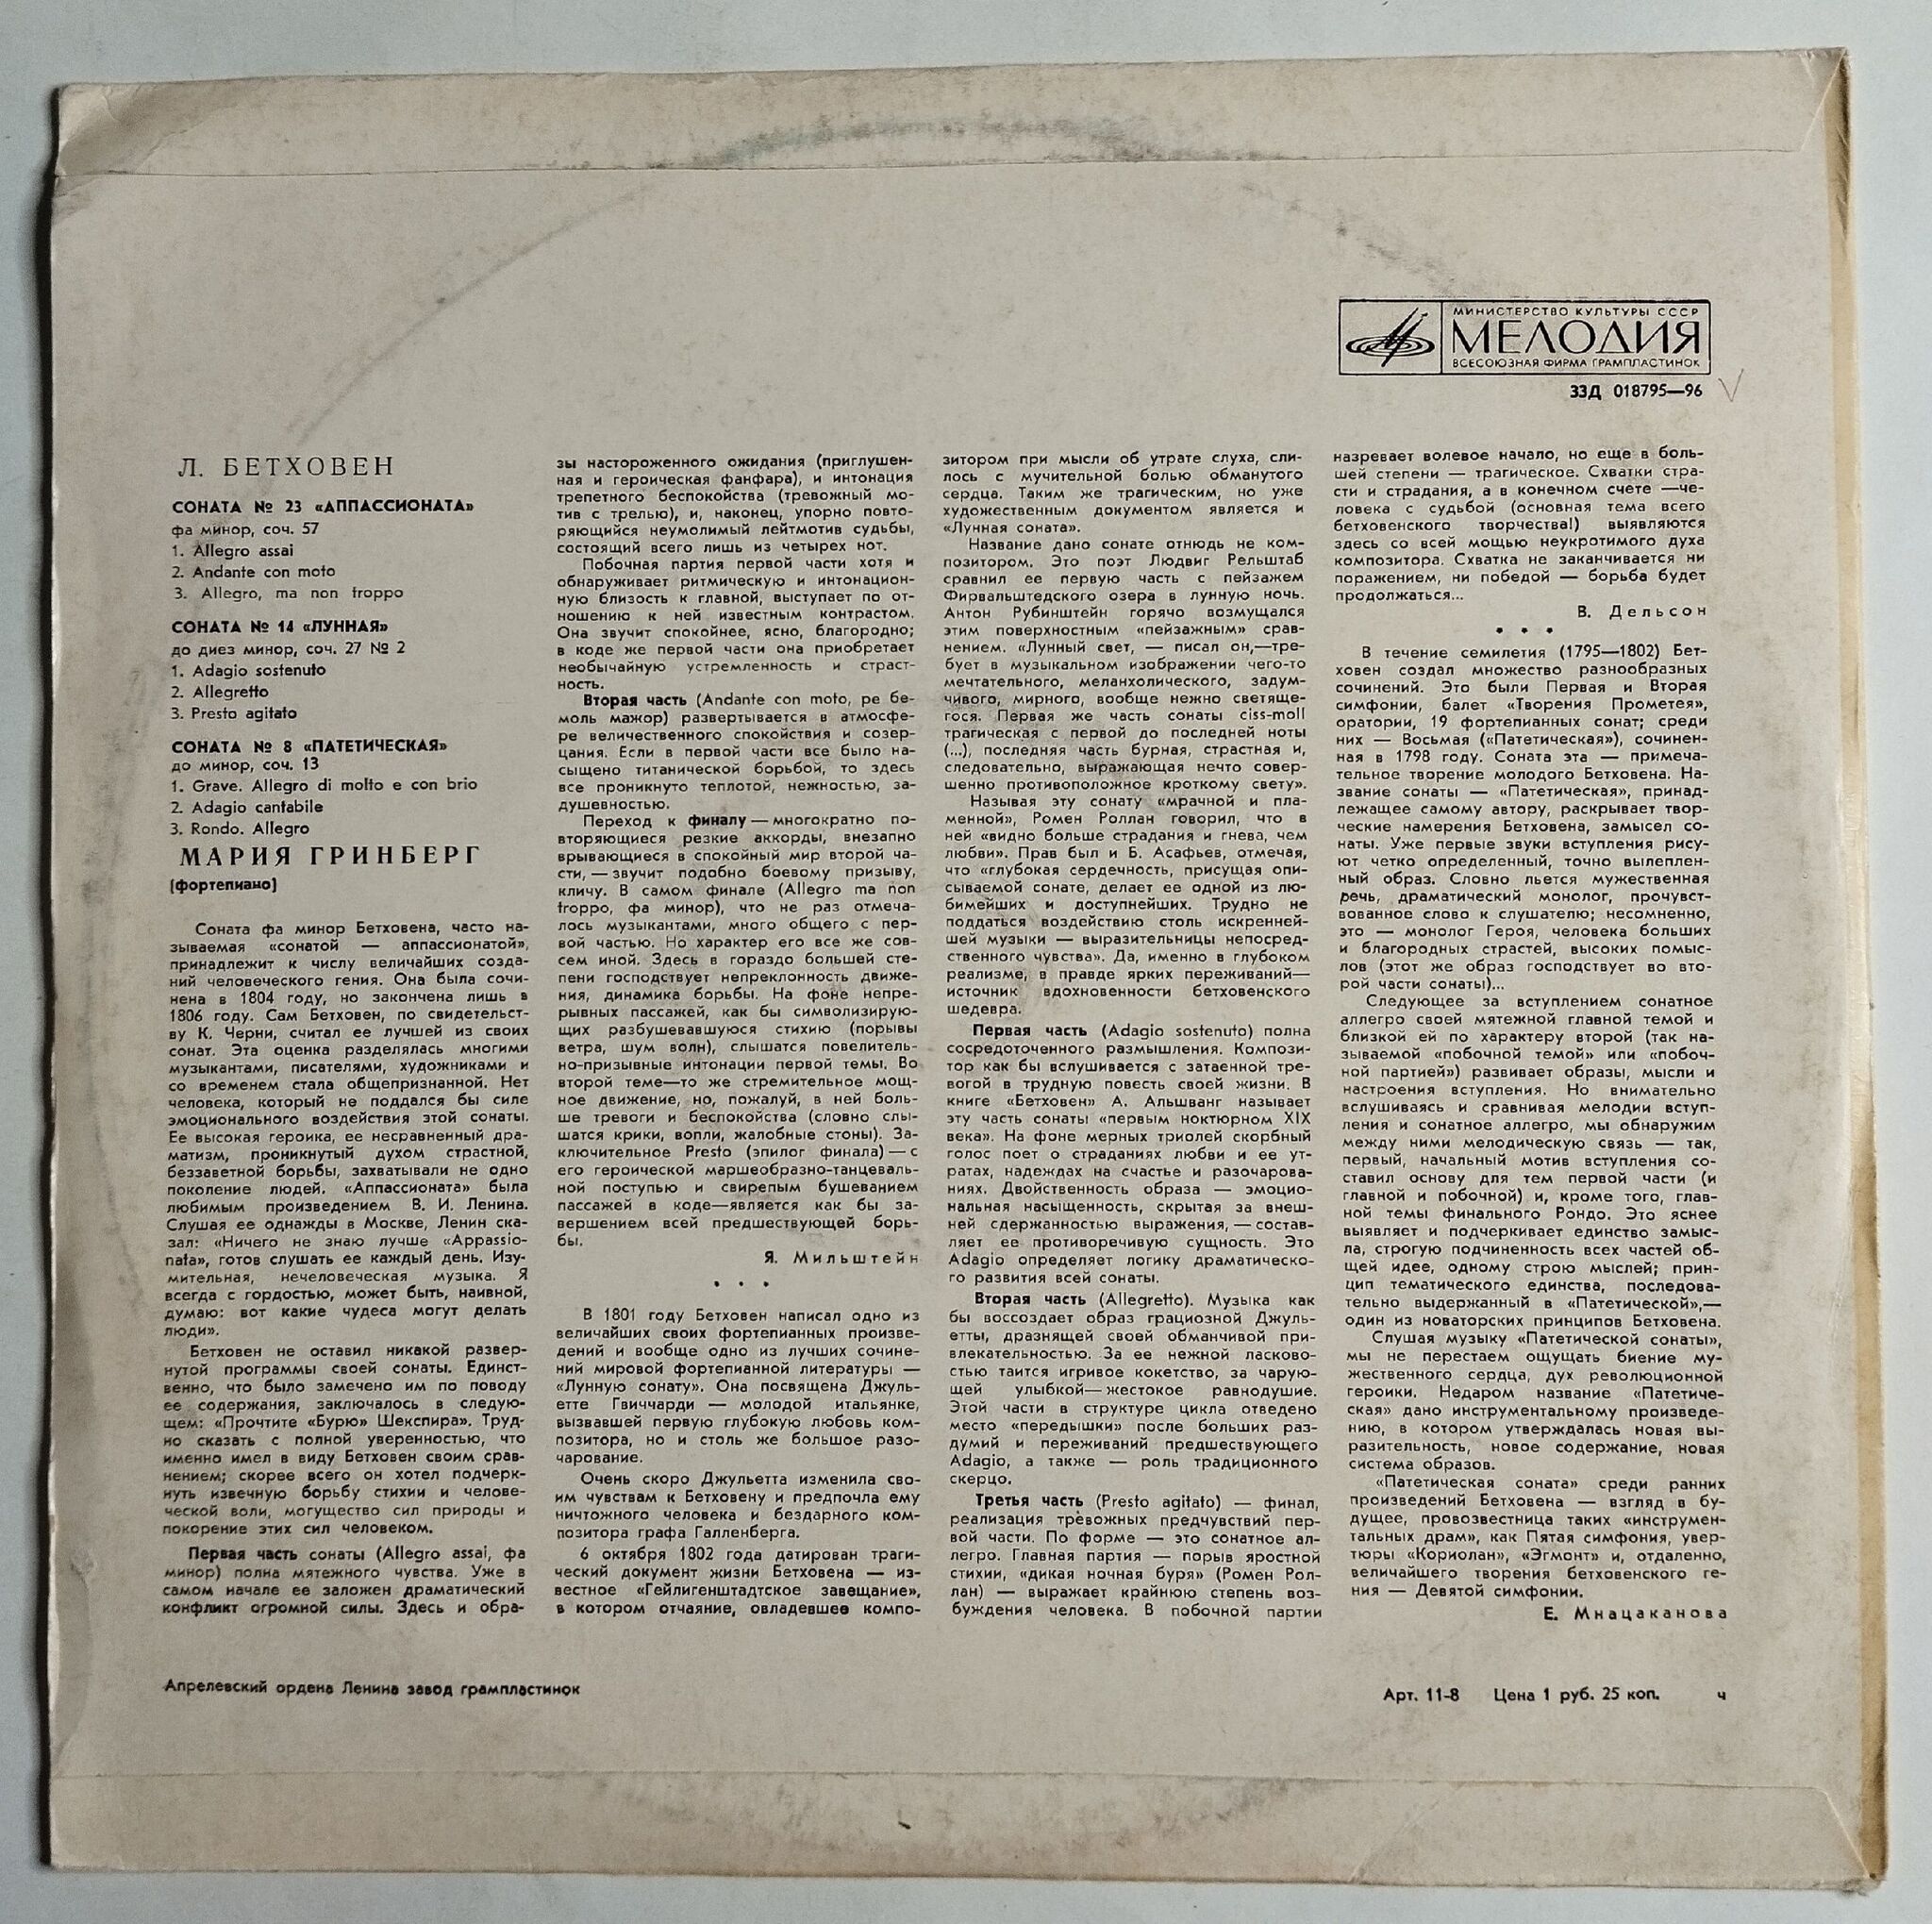 МИНИСТЕРСТВО КУЛЬТУРЫ СССР
МЕЛОДИЯ
ВСЕСОЮЗНАЯ ФИРМА ГРАМПЛАСТИНОК
33Д 018795—96
Л. БЕТХОВЕН
СОНАТА № 23 «АППАССИОНАТА»
фа минор, соч. 57
1. Allegro assai
2. Andante con moto
3. Allegro, ma non troppo
СОНАТА № 14 «ЛУННАЯ»
до диез минор, соч. 27 № 2
1. Adagio sostenuto
2. Allegretto
3. Presto agitato
СОНАТА № 8 «ПАТЕТИЧЕСКАЯ»
до минор, соч. 13
1. Grave. Allegro di molto e con brio
2. Adagio cantabile
3. Rondo. Allegro
МАРИЯ ГРИНБЕРГ
(фортепиано)
Соната фа минор Бетховена, часто на-
зываемая «сонатой — аппассионатой»,
принадлежит к числу величайших созда-
ний человеческого гения. Она была сочи-
нена в 1804 году, но закончена лишь в
1806 году. Сам Бетховен, по свидетельст-
ву К. Черни, считал ее лучшей из своих
сонат. Эта оценка разделялась многими
музыкантами, писателями, художниками и
со временем стала общепризнанной. Нет
человека, который не поддался бы силе
эмоционального воздействия этой сонаты.
Ее высокая героика, ее несравненный дра-
матизм, проникнутый духом страстной,
беззаветной борьбы, захватывали не одно
поколение людей. «Аппассионата» была
любимым произведением В. И. Ленина.
Слушая ее однажды в Москве, Ленин ска-
зал: «Ничего не знаю лучше «Appassio-
nata», готов слушать ее каждый день. Изу-
мительная, нечеловеческая музыка. Я
всегда с гордостью, может быть, наивной,
думаю: вот какие чудеса могут делать
люди».
Бетховен не оставил никакой развер-
нутой программы своей сонаты. Единст-
венно, что было замечено им по поводу
ее содержания, заключалось в следую-
щем: «Прочтите «Бурю» Шекспира». Труд-
но сказать с полной уверенностью, что
именно имел в виду Бетховен своим срав-
нением; скорее всего он хотел подчерк-
нуть извечную борьбу стихии и челове-
ческой воли, могущество сил природы и
покорение этих сил человеком.
Первая часть сонаты (Allegro assai, фа
минор) полна мятежного чувства. Уже в
самом начале ее заложен драматический
конфликт огромной силы. Здесь и обра-
зы настороженного ожидания (приглушен-
ная и героическая фанфара), и интонация
трепетного беспокойства (тревожный мо-
тив с трелью), и, наконец, упорно повто-
ряющийся неумолимый лейтмотив судьбы,
состоящий всего лишь из четырех нот.
Побочная партия первой части хотя и
обнаруживает ритмическую и интонацион-
ную близость к главной, выступает по от-
ношению к ней известным контрастом.
Она звучит спокойнее, ясно, благородно;
в коде же первой части она приобретает
необычайную устремленность и страст-
ность.
Вторая часть (Andante con moto, ре бе-
моль мажор) развертывается в атмосфе-
ре величественного спокойствия и созер-
цания. Если в первой части все было на-
сыщено титанической борьбой, то здесь
все проникнуто теплотой, нежностью, за-
душевностью.
Переход к финалу — многократно по-
вторяющиеся резкие аккорды, внезапно
врывающиеся в спокойный мир второй ча-
сти, — звучит подобно боевому призыву,
кличу. В самом финале (Allegro ma non
troppo, фа минор), что не раз отмеча-
лось музыкантами, много общего с пер-
вой частью. Но характер его все же сов-
сем иной. Здесь в гораздо большей сте-
пени господствует непреклонность движе-
ния, динамика борьбы. На фоне непре-
рывных пассажей, как бы символизирую-
щих разбушевавшуюся стихию (порывы
ветра, шум волн), слышатся повелитель-
но-призывные интонации первой темы. Во
второй теме—то же стремительное мощ-
ное движение, но, пожалуй, в ней боль-
ше тревоги и беспокойства (словно слы-
шатся крики, вопли, жалобные стоны). За-
ключительное Presto (эпилог финала) — с
его героической маршеобразно-танцеваль-
ной поступью и свирепым бушеванием
пассажей в коде—является как бы за-
вершением всей предшествующей борь-
бы.
Я. Мильштейн
• • •
В 1801 году Бетховен написал одно из
величайших своих фортепианных произве-
дений и вообще одно из лучших сочине-
ний мировой фортепианной литературы —
«Лунную сонату». Она посвящена Джуль-
етте Гвиччарди — молодой итальянке,
вызвавшей первую глубокую любовь ком-
позитора, но и столь же большое разо-
чарование.
Очень скоро Джульетта изменила сво-
им чувствам к Бетховену и предпочла ему
ничтожного человека и бездарного ком-
позитора графа Галленберга.
6 октября 1802 года датирован траги-
ческий документ жизни Бетховена — из-
вестное «Гейлигенштадтское завещание»,
в котором отчаяние, овладевшее компо-
зитором при мысли об утрате слуха, сли-
лось с мучительной болью обманутого
сердца. Таким же трагическим, но уже
художественным документом является и
«Лунная соната».
Название дано сонате отнюдь не ком-
позитором. Это поэт Людвиг Рельштаб
сравнил ее первую часть с пейзажем
Фирвальштедского озера в лунную ночь.
Антон Рубинштейн горячо возмущался
этим поверхностным «пейзажным» срав-
нением. «Лунный свет, — писал он,—тре-
бует в музыкальном изображении чего-то
мечтательного, меланхолического, задум-
чивого, мирного, вообще нежно светяще-
гося. Первая же часть сонаты ciss-moll
трагическая с первой до последней ноты
(...), последняя часть бурная, страстная и,
следовательно, выражающая нечто совер-
шенно противоположное кроткому свету».
Называя эту сонату «мрачной и пла-
менной», Ромен Роллан говорил, что в
ней «видно больше страдания и гнева, чем
любви». Прав был и Б. Асафьев, отмечая,
что «глубокая сердечность, присущая опи-
сываемой сонате, делает ее одной из лю-
бимейших и доступнейших. Трудно не
поддаться воздействию столь искренней-
шей музыки — выразительницы непосред-
ственного чувства». Да, именно в глубоком
реализме, в правде ярких переживаний—
источник вдохновенности бетховенского
шедевра.
Первая часть (Adagio sostenuto) полна
сосредоточенного размышления. Компози-
тор как бы вслушивается с затаенной тре-
вогой в трудную повесть своей жизни. В
книге «Бетховен» А. Альшванг называет
эту часть сонаты «первым ноктюрном XIX
века». На фоне мерных триолей скорбный
голос поет о страданиях любви и ее ут-
ратах, надеждах на счастье и разочарова-
ниях. Двойственность образа — эмоцио-
нальная насыщенность, скрытая за внеш-
ней сдержанностью выражения, — состав-
ляет ее противоречивую сущность. Это
Adagio определяет логику драматическо-
го развития всей сонаты.
Вторая часть (Allegretto). Музыка как
бы воссоздает образ грациозной Джуль-
етты, дразнящей своей обманчивой при-
влекательностью. За ее нежной ласково-
стью таится игривое кокетство, за чарую-
щей улыбкой—жестокое равнодушие.
Этой части в структуре цикла отведено
место «передышки» после больших раз-
думий и переживаний предшествующего
Adagio, а также — роль традиционного
скерцо.
Третья часть (Presto agitato) — финал,
реализация тревожных предчувствий пер-
вой части. По форме — это сонатное ал-
легро. Главная партия — порыв яростной
стихии, «дикая ночная буря» (Ромен Рол-
лан) — выражает крайнюю степень воз-
буждения человека. В побочной партии
назревает волевое начало, но еще в боль-
шей степени — трагическое. Схватки стра-
сти и страдания, а в конечном счете —че-
ловека с судьбой (основная тема всего
бетховенского творчества!) выявляются
здесь со всей мощью неукротимого духа
композитора. Схватка не заканчивается ни
поражением, ни победой — борьба будет
продолжаться...
В. Дельсон
• • •
В течение семилетия (1795—1802) Бет-
ховен создал множество разнообразных
сочинений. Это были Первая и Вторая
симфонии, балет «Творения Прометея»,
оратории, 19 фортепианных сонат; среди
них — Восьмая («Патетическая»), сочинен-
ная в 1798 году. Соната эта — примеча-
тельное творение молодого Бетховена. На-
звание сонаты — «Патетическая», принад-
лежащее самому автору, раскрывает твор-
ческие намерения Бетховена, замысел со-
наты. Уже первые звуки вступления рису-
ют четко определенный, точно вылеплен-
ный образ. Словно льется мужественная
речь, драматический монолог, прочувст-
вованное слово к слушателю; несомненно,
это — монолог Героя, человека больших
и благородных страстей, высоких помыс-
лов (этот же образ господствует во вто-
рой части сонаты)...
Следующее за вступлением сонатное
аллегро своей мятежной главной темой и
близкой ей по характеру второй (так на-
зываемой «побочной темой» или «побоч-
ной партией») развивает образы, мысли и
настроения вступления. Но внимательно
вслушиваясь и сравнивая мелодии вступ-
ления и сонатное аллегро, мы обнаружим
между ними мелодическую связь — так,
первый, начальный мотив вступления со-
ставил основу для тем первой части (и
главной и побочной) и, кроме того, глав-
ной темы финального Рондо. Это яснее
выявляет и подчеркивает единство замыс-
ла, строгую подчиненность всех частей об-
щей идее, одному строю мыслей; прин-
цип тематического единства, последова-
тельно выдержанный в «Патетической»,—
один из новаторских принципов Бетховена.
Слушая музыку «Патетической сонаты»,
мы не перестаем ощущать биение му-
жественного сердца, дух революционной
героики. Недаром название «Патетиче-
ская» дано инструментальному произведе-
нию, в котором утверждалась новая вы-
разительность, новое содержание, новая
система образов.
«Патетическая соната» среди ранних
произведений Бетховена — взгляд в бу-
дущее, провозвестница таких «инструмен-
тальных драм», как Пятая симфония, увер-
тюры «Кориолан», «Эгмонт» и, отдаленно,
величайшего творения бетховенского ге-
ния — Девятой симфонии.
Е. Мнацаканова
Апрелевский ордена Ленина завод грампластинок
Арт. 11-8 Цена 1 руб. 25 коп. ч